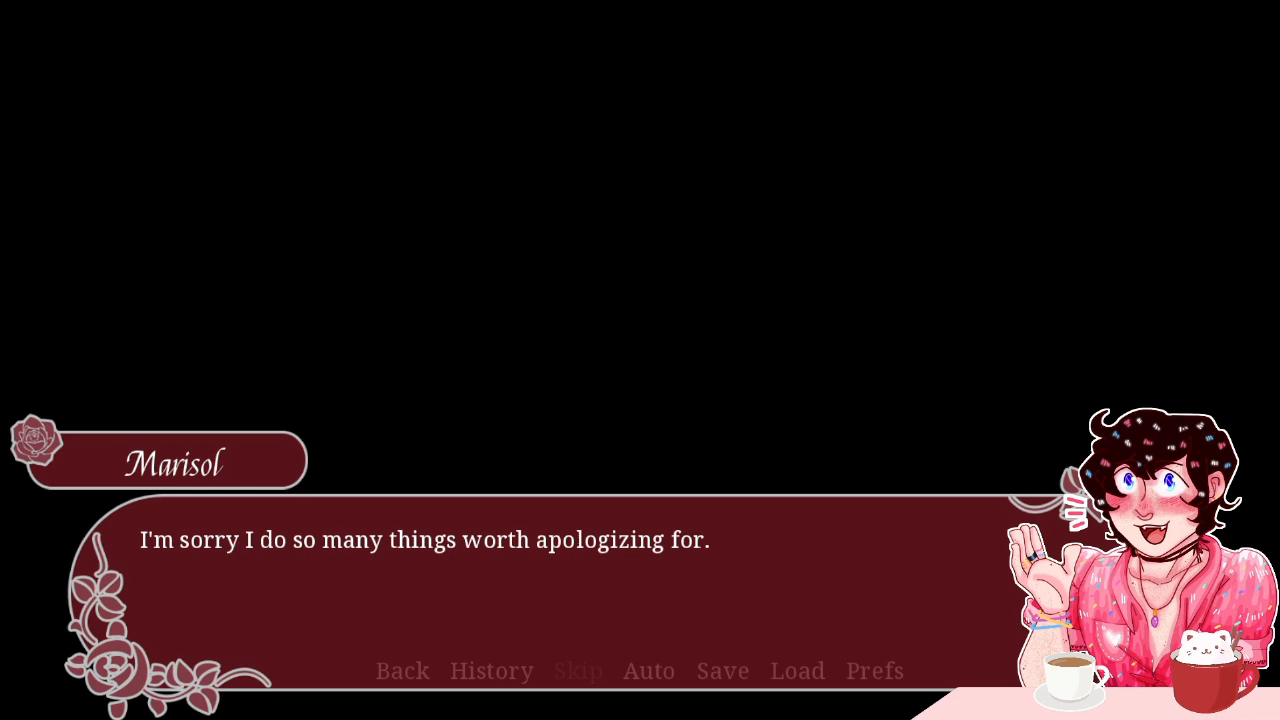 Marisol
I'm sorry I do so many things worth apologizing for.
Back History Skip Auto Save Load Prefs